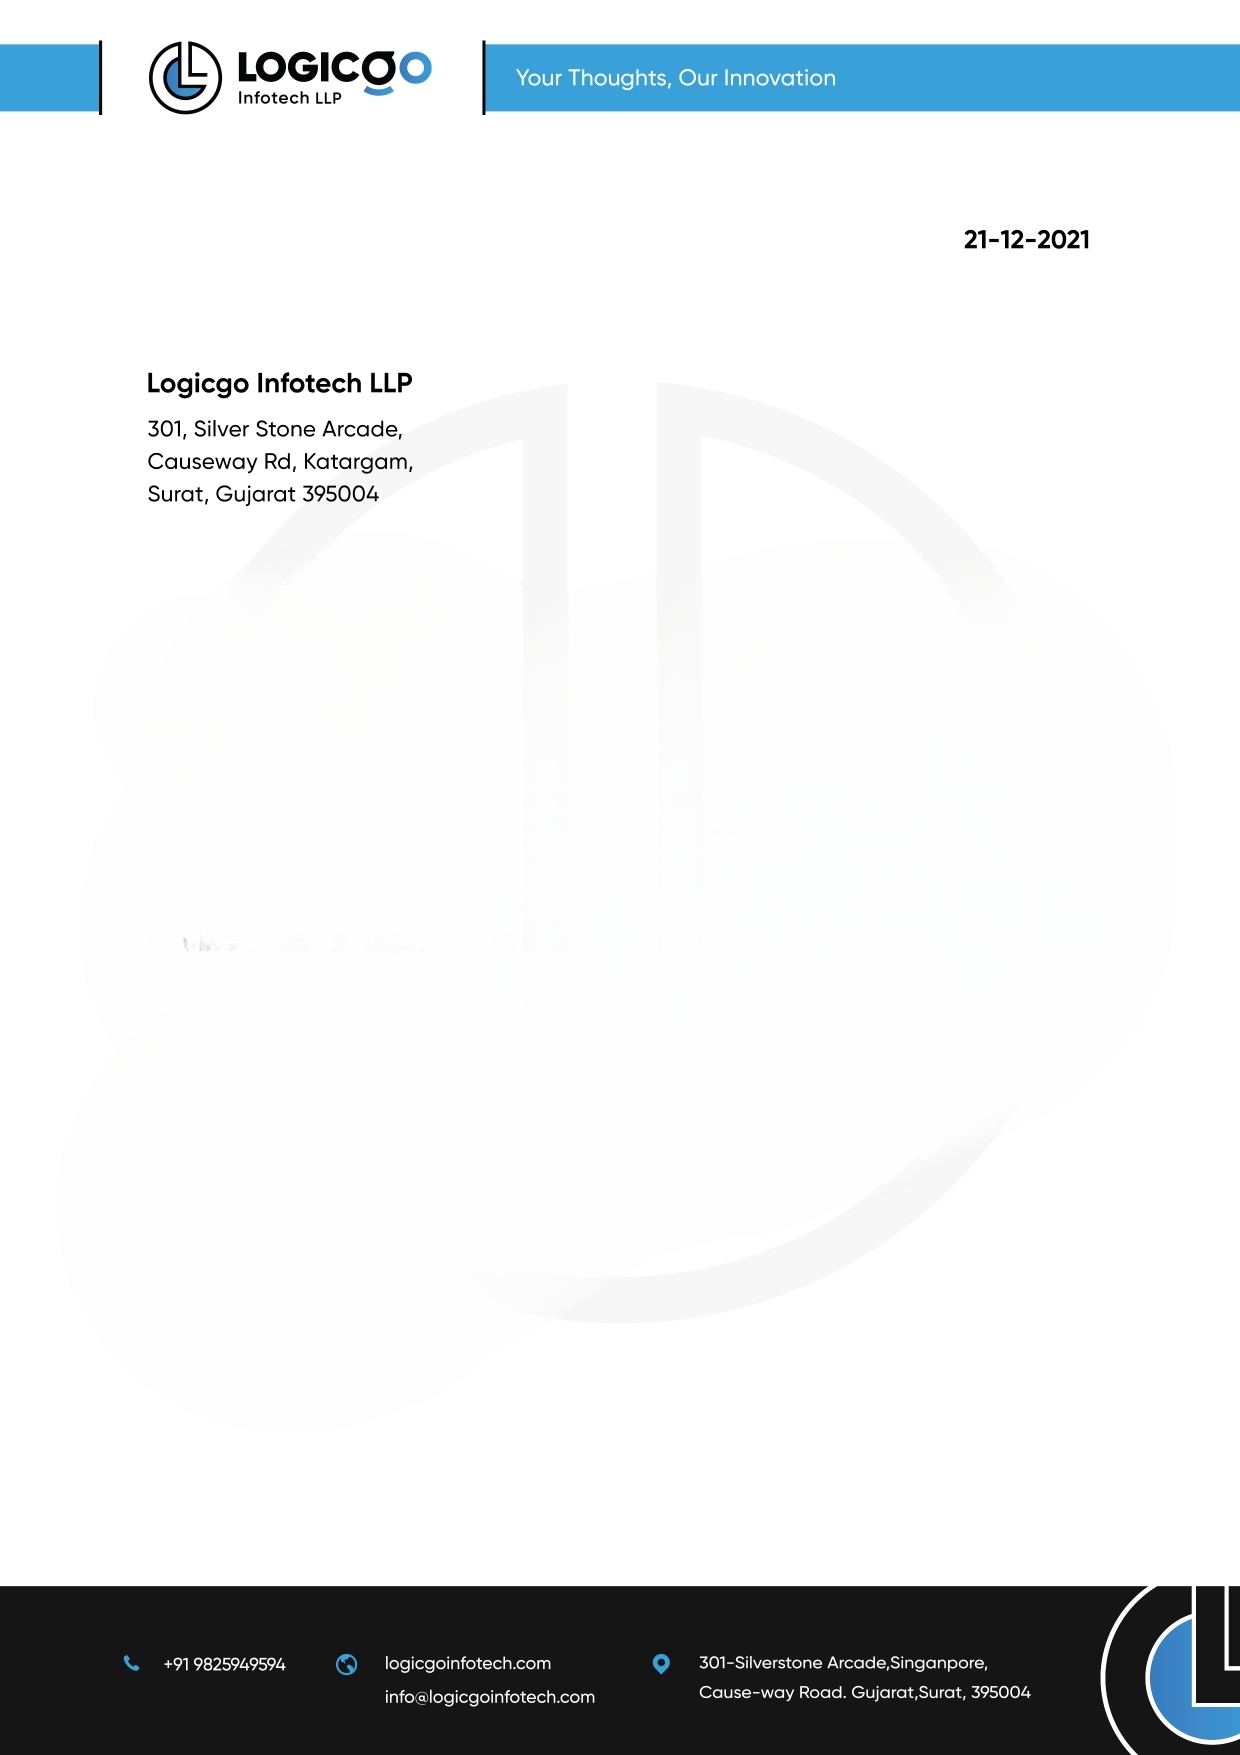 LOGICGO
Infotech LLP
Your Thoughts, Our Innovation
21-12-2021
Logicgo Infotech LLP
301, Silver Stone Arcade,
Causeway Rd, Katargam,
Surat, Gujarat 395004
+91 9825949594
logicgoinfotech.com
info@logicgoinfotech.com
301-Silverstone Arcade,Singanpore,
Cause-way Road. Gujarat,Surat, 395004